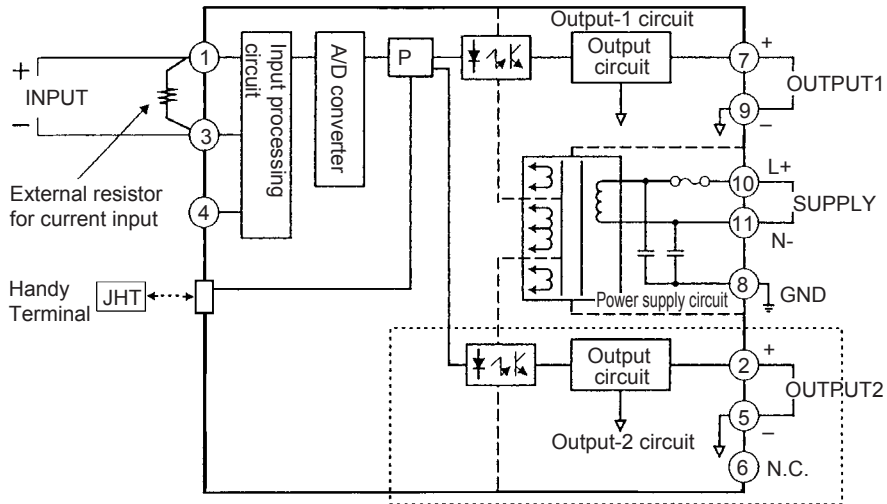 Output-1 circuit
+
INPUT
−
1
3
4
Input processing
circuit
A/D converter
P
Output
circuit
7
+
OUTPUT1
9
−
External resistor
for current input
10
L+
SUPPLY
11
N-
8
GND
Power supply circuit
Handy
Terminal
JHT
Output
circuit
2
+
OUTPUT2
5
−
Output-2 circuit
6
N.C.